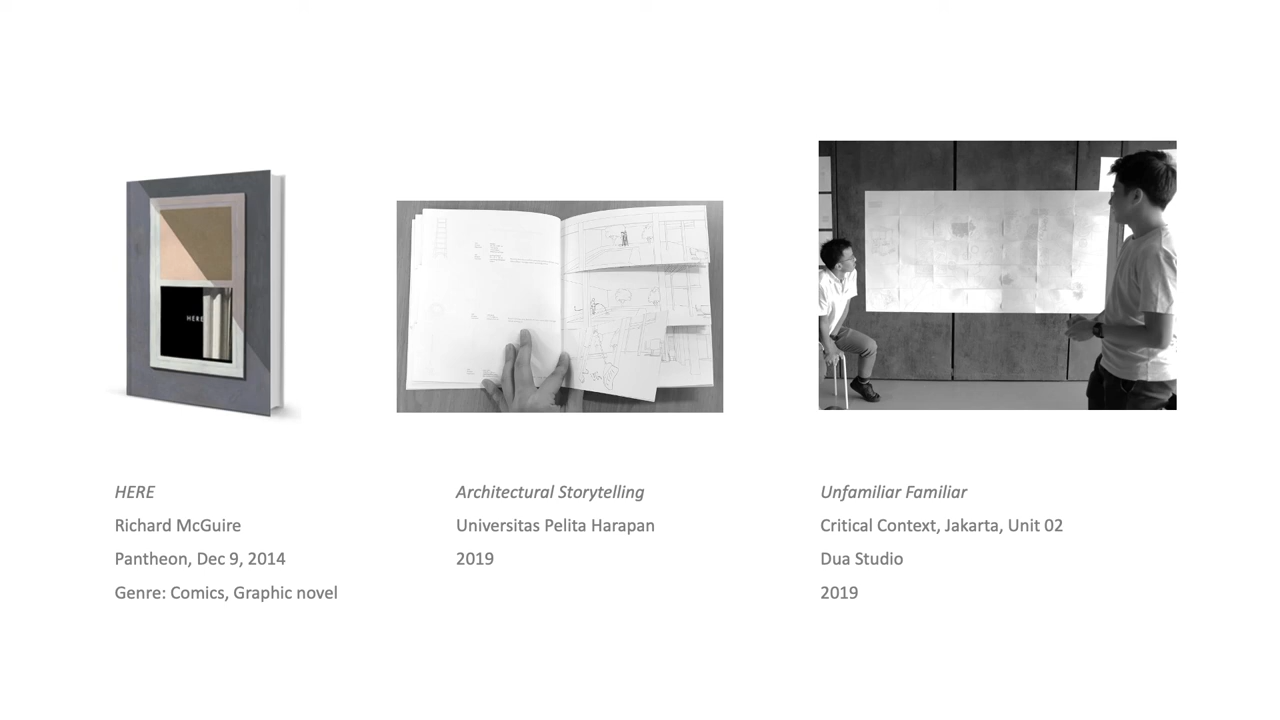 HERE
HERE
Richard McGuire
Pantheon, Dec 9, 2014
Genre: Comics, Graphic novel
Architectural Storytelling
Universitas Pelita Harapan
2019
Unfamiliar Familiar
Critical Context, Jakarta, Unit 02
Dua Studio
2019